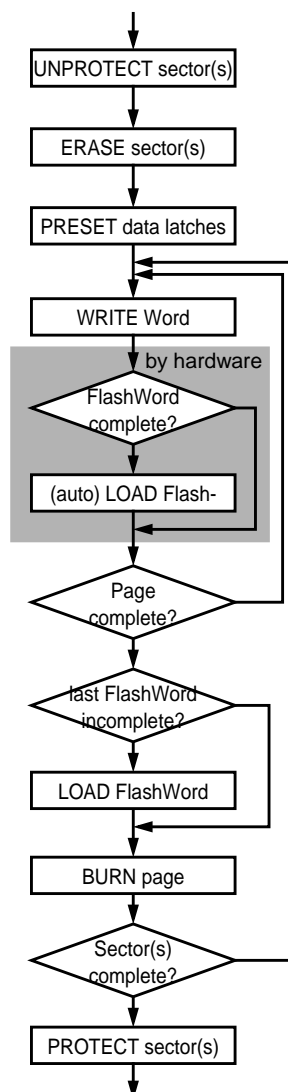 UNPROTECT sector(s)
ERASE sector(s)
PRESET data latches
WRITE Word
by hardware
FlashWord
complete?
(auto) LOAD Flash-
Page
complete?
last FlashWord
incomplete?
LOAD FlashWord
BURN page
Sector(s)
complete?
PROTECT sector(s)